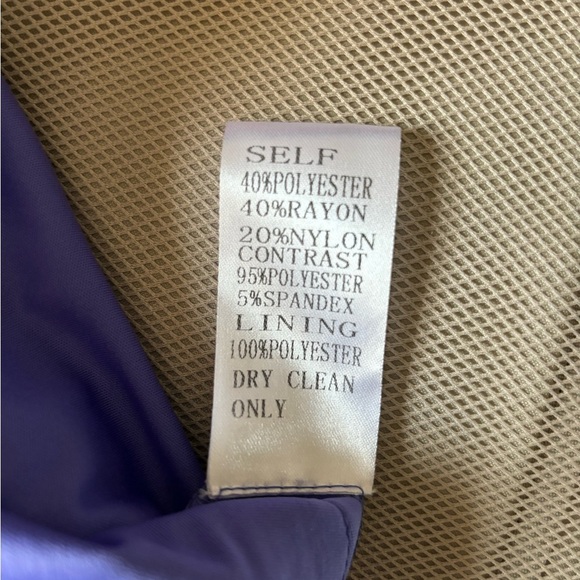 SELF
40%POLYESTER
40%RAYON
20%NYLON
CONTRAST
95%POLYESTER
5%SPANDEX
LINING
100%POLYESTER
DRY CLEAN
ONLY